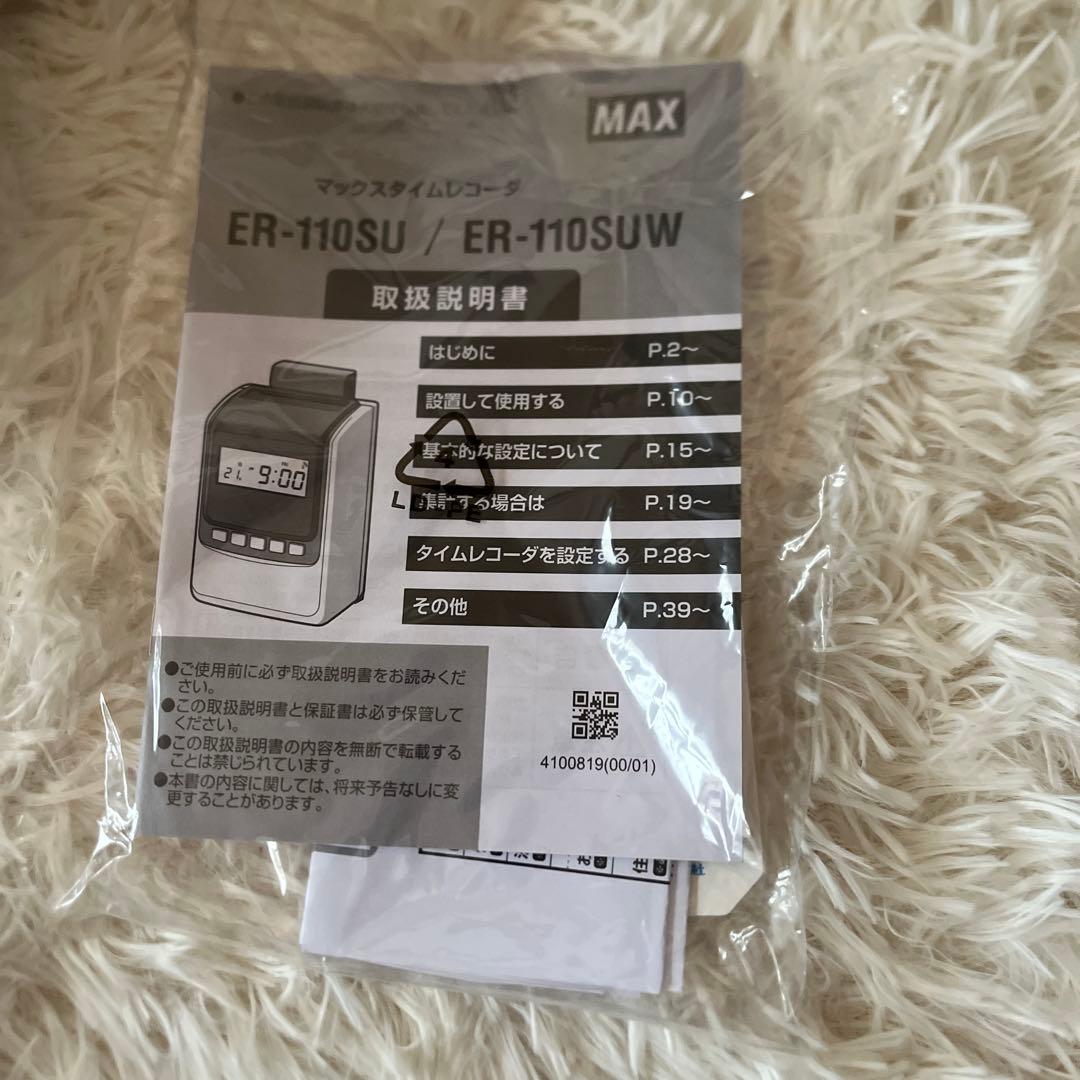 MAX
マックスタイムレコーダ
ER-110SU / ER-110SUW
取扱説明書
はじめに P.2～
設置して使用する P.10～
基本的な設定について P.15～
集計する場合は P.19～
タイムレコーダを設定する P.28～
その他 P.39～
21 9:00
4
●ご使用前に必ず取扱説明書をお読みくだ
さい。
●この取扱説明書と保証書は必ず保管して
ください。
●この取扱説明書の内容を無断で転載する
ことは禁じられています。
●本書の内容に関しては、将来予告なしに変
更することがあります。
4100819(00/01)
お
住
社